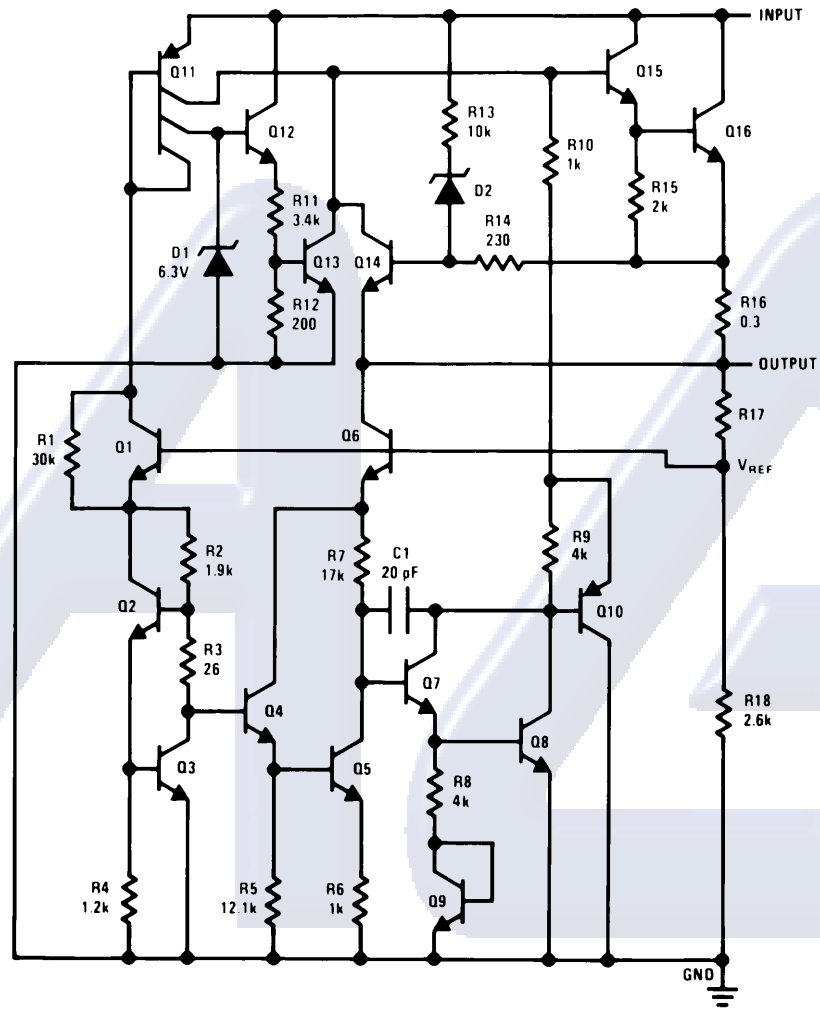 INPUT
Q11
Q12
Q15
Q16
R13
10k
R10
1k
D2
R15
2k
R11
3.4k
R14
230
D1
6.3V
Q13
Q14
R12
200
R16
0.3
OUTPUT
R17
R1
30k
Q1
Q6
VREF
R2
1.9k
R7
17k
C1
20 pF
R9
4k
Q2
Q10
R3
26
Q4
Q7
R18
2.6k
Q3
Q5
Q8
R8
4k
R4
1.2k
R5
12.1k
R6
1k
Q9
GND